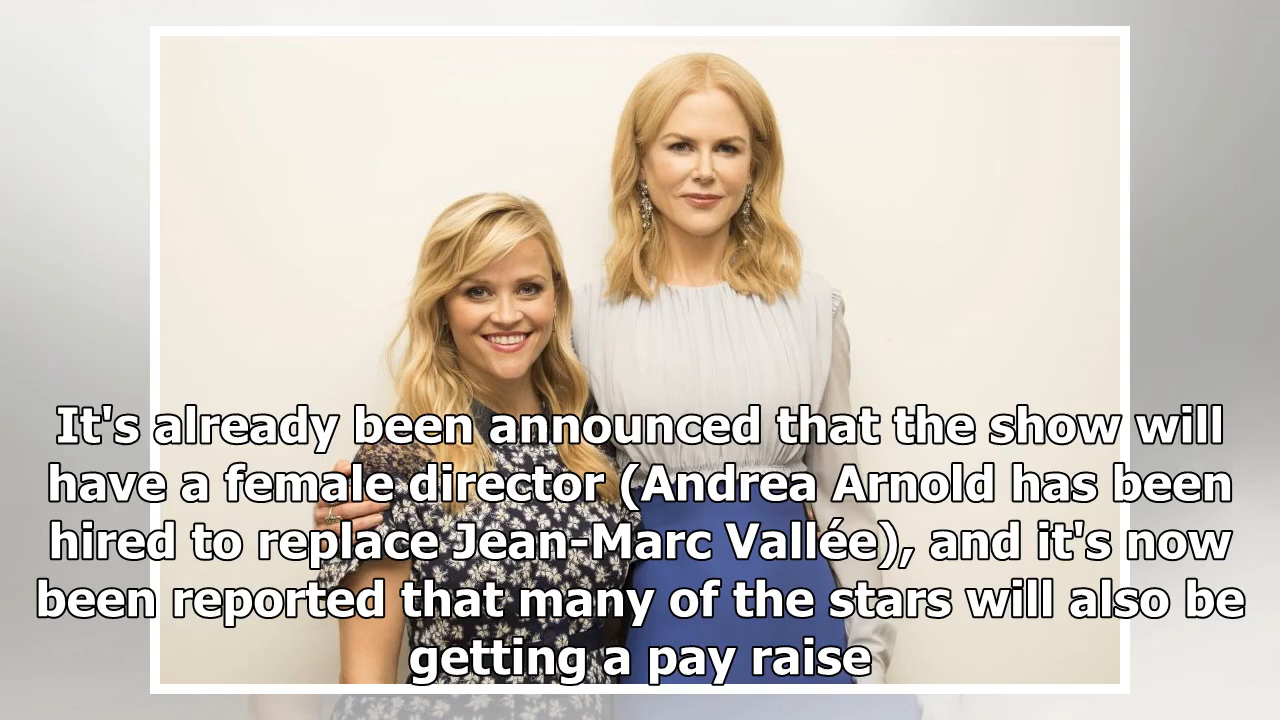 It's already been announced that the show will
have a female director (Andrea Arnold has been
hired to replace Jean-Marc Vallée), and it's now
been reported that many of the stars will also be
getting a pay raise